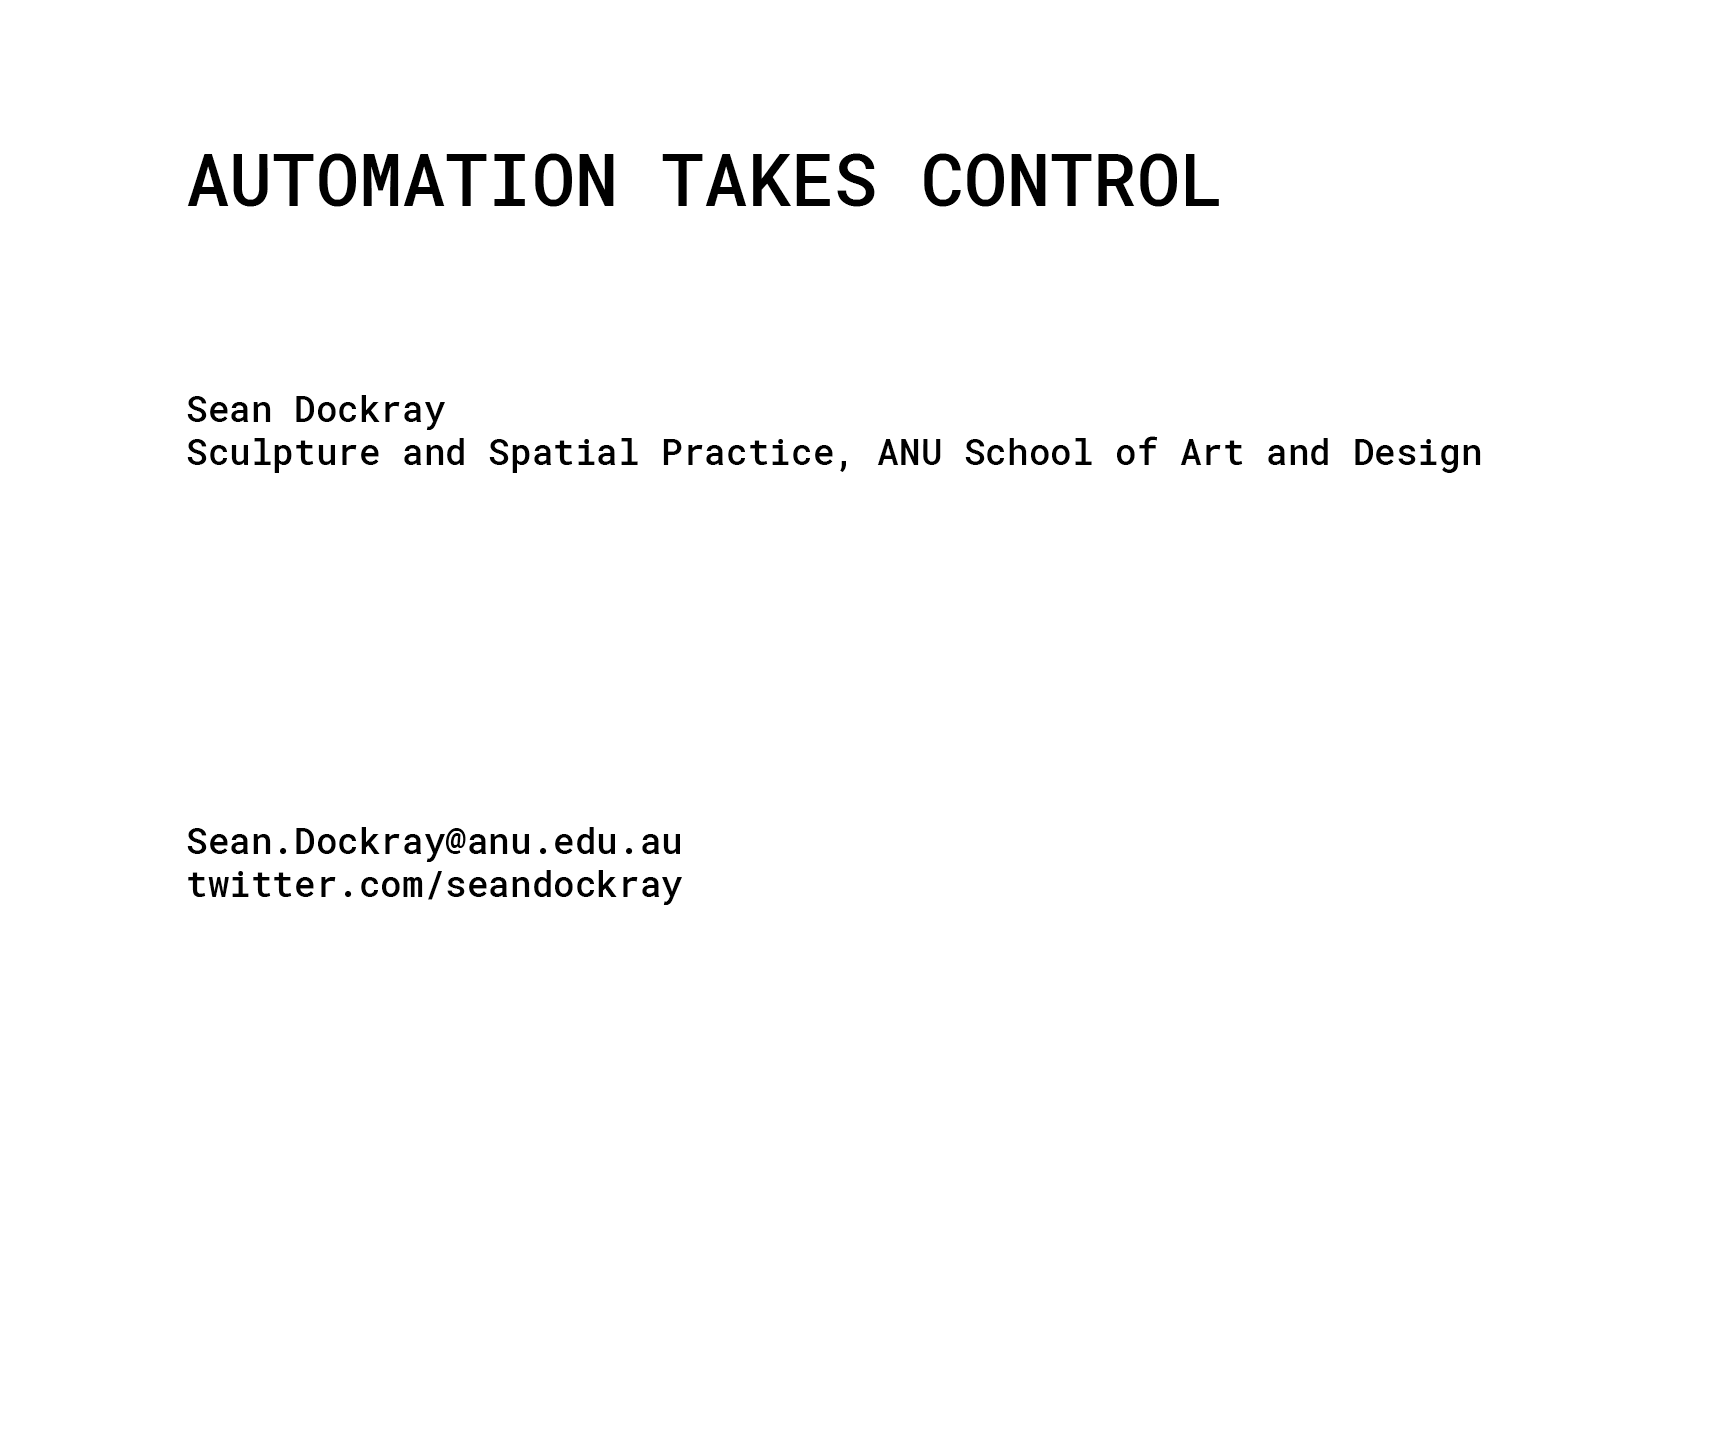 AUTOMATION TAKES CONTROL
Sean Dockray
Sculpture and Spatial Practice, ANU School of Art and Design
Sean.Dockray@anu.edu.au
twitter.com/seandockray